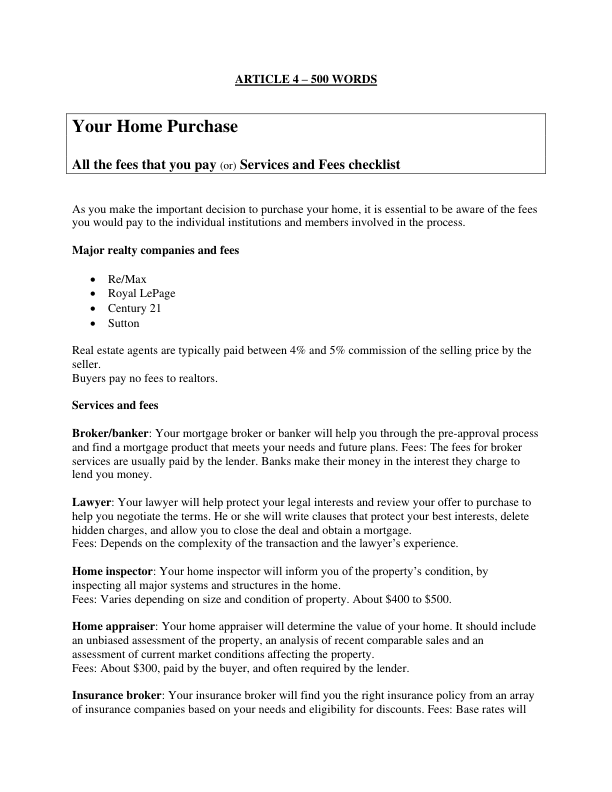 ARTICLE 4 – 500 WORDS
Your Home Purchase
All the fees that you pay (or) Services and Fees checklist
As you make the important decision to purchase your home, it is essential to be aware of the fees
you would pay to the individual institutions and members involved in the process.
Major realty companies and fees
• Re/Max
• Royal LePage
• Century 21
• Sutton
Real estate agents are typically paid between 4% and 5% commission of the selling price by the
seller.
Buyers pay no fees to realtors.
Services and fees
Broker/banker: Your mortgage broker or banker will help you through the pre-approval process
and find a mortgage product that meets your needs and future plans. Fees: The fees for broker
services are usually paid by the lender. Banks make their money in the interest they charge to
lend you money.
Lawyer: Your lawyer will help protect your legal interests and review your offer to purchase to
help you negotiate the terms. He or she will write clauses that protect your best interests, delete
hidden charges, and allow you to close the deal and obtain a mortgage.
Fees: Depends on the complexity of the transaction and the lawyer’s experience.
Home inspector: Your home inspector will inform you of the property’s condition, by
inspecting all major systems and structures in the home.
Fees: Varies depending on size and condition of property. About $400 to $500.
Home appraiser: Your home appraiser will determine the value of your home. It should include
an unbiased assessment of the property, an analysis of recent comparable sales and an
assessment of current market conditions affecting the property.
Fees: About $300, paid by the buyer, and often required by the lender.
Insurance broker: Your insurance broker will find you the right insurance policy from an array
of insurance companies based on your needs and eligibility for discounts. Fees: Base rates will